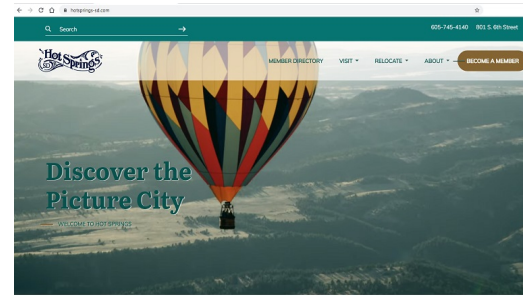 hotsprings-sd.com
Search
605-745-4140 801 S. 6th Street
Hot Springs
SD
MEMBER DIRECTORY VISIT RELOCATE ABOUT BECOME A MEMBER
Discover the
Picture City
WELCOME TO HOT SPRINGS